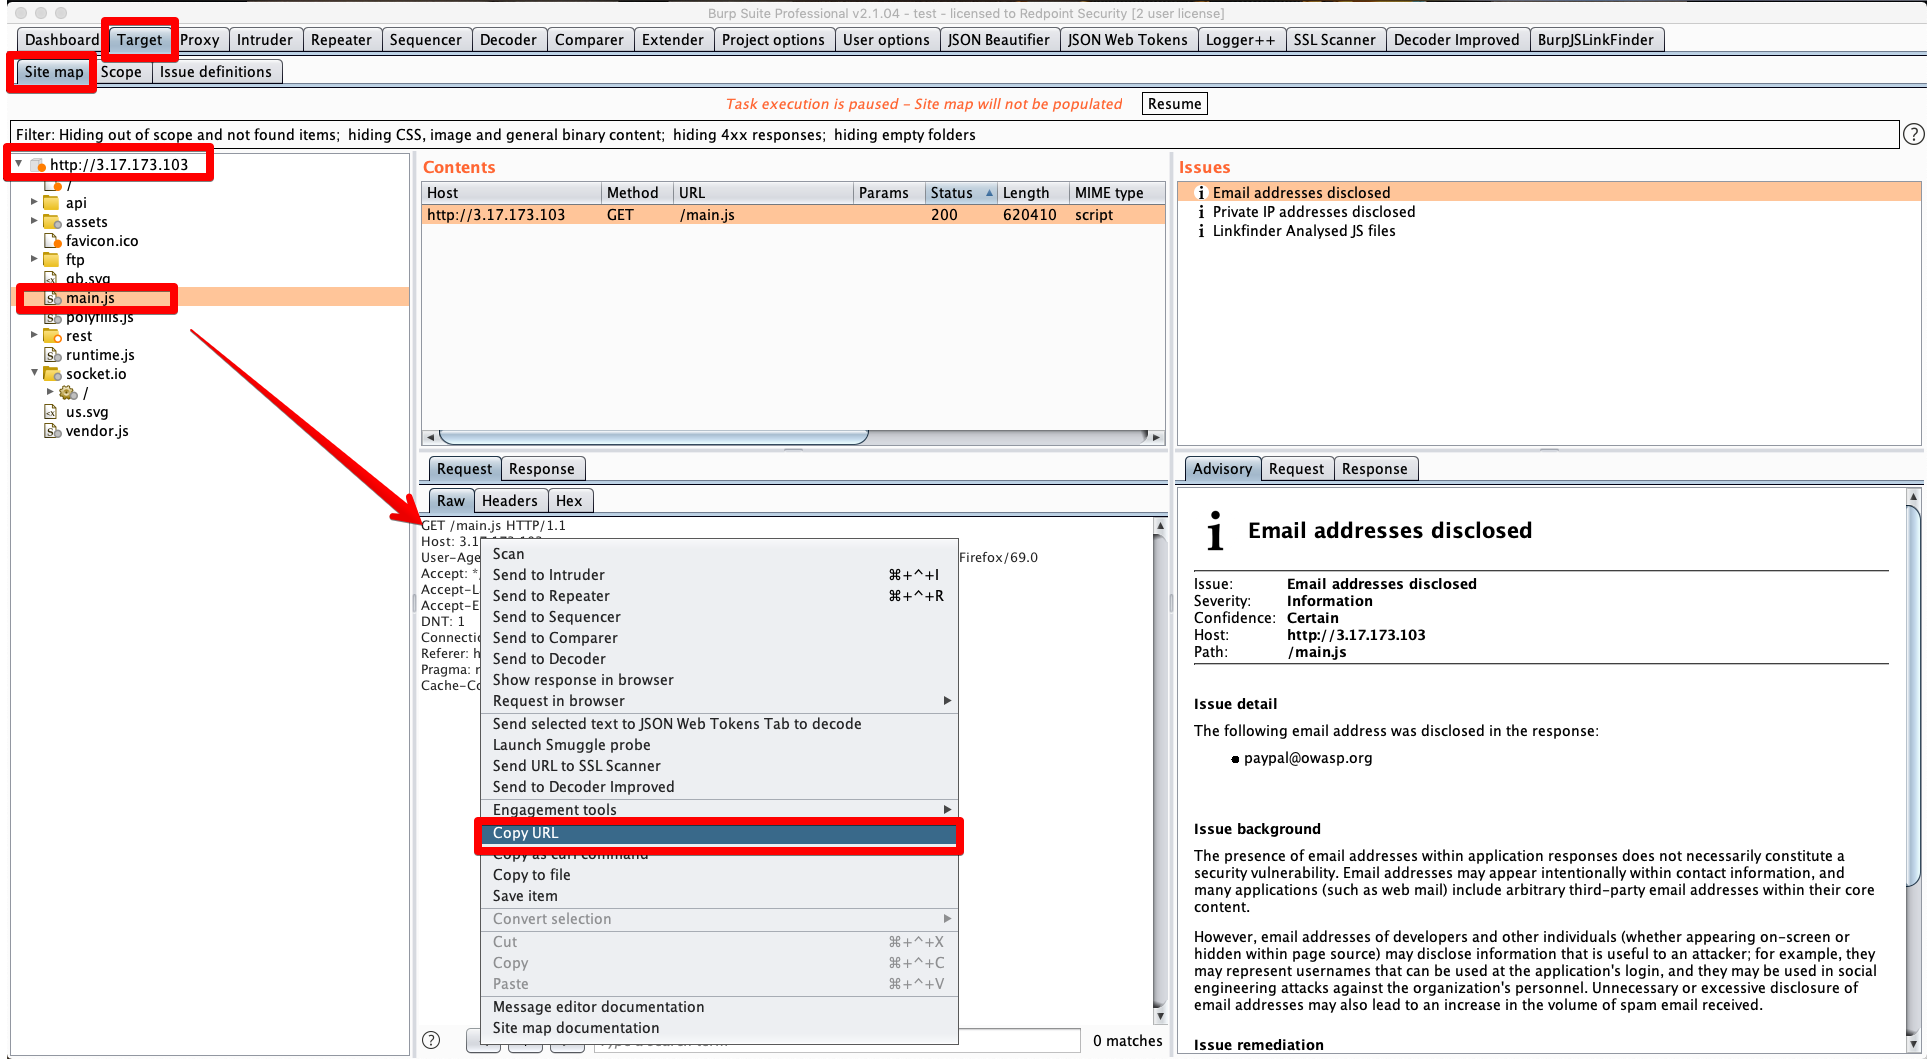 Burp Suite Professional v2.1.04 - test - licensed to Redpoint Security [2 user license]
Dashboard Target Proxy Intruder Repeater Sequencer Decoder Comparer Extender Project options User options JSON Beautifier JSON Web Tokens Logger++ SSL Scanner Decoder Improved BurpJSLinkFinder
Site map Scope Issue definitions
Task execution is paused - Site map will not be populated Resume
Filter: Hiding out of scope and not found items; hiding CSS, image and general binary content; hiding 4xx responses; hiding empty folders ?
http://3.17.173.103
/
api
assets
favicon.ico
ftp
gb.svg
main.js
polyfills.js
rest
runtime.js
socket.io
/
us.svg
vendor.js
Contents
Host Method URL Params Status Length MIME type
http://3.17.173.103 GET /main.js 200 620410 script
Request Response
Raw Headers Hex
GET /main.js HTTP/1.1
Host: 3.17.173.103
User-Age Firefox/69.0
Accept: *
Accept-L
Accept-E
DNT: 1
Connectio
Referer: h
Pragma: n
Cache-Co
Scan
Send to Intruder ⌘+^+I
Send to Repeater ⌘+^+R
Send to Sequencer
Send to Comparer
Send to Decoder
Show response in browser
Request in browser
Send selected text to JSON Web Tokens Tab to decode
Launch Smuggle probe
Send URL to SSL Scanner
Send to Decoder Improved
Engagement tools
Copy URL
Copy as curl command
Copy to file
Save item
Convert selection
Cut ⌘+^+X
Copy ⌘+^+C
Paste ⌘+^+V
Message editor documentation
Site map documentation
? Type a search term 0 matches
Issues
Email addresses disclosed
Private IP addresses disclosed
Linkfinder Analysed JS files
Advisory Request Response
i Email addresses disclosed
Issue: Email addresses disclosed
Severity: Information
Confidence: Certain
Host: http://3.17.173.103
Path: /main.js
Issue detail
The following email address was disclosed in the response:
paypal@owasp.org
Issue background
The presence of email addresses within application responses does not necessarily constitute a
security vulnerability. Email addresses may appear intentionally within contact information, and
many applications (such as web mail) include arbitrary third-party email addresses within their core
content.
However, email addresses of developers and other individuals (whether appearing on-screen or
hidden within page source) may disclose information that is useful to an attacker; for example, they
may represent usernames that can be used at the application's login, and they may be used in social
engineering attacks against the organization's personnel. Unnecessary or excessive disclosure of
email addresses may also lead to an increase in the volume of spam email received.
Issue remediation